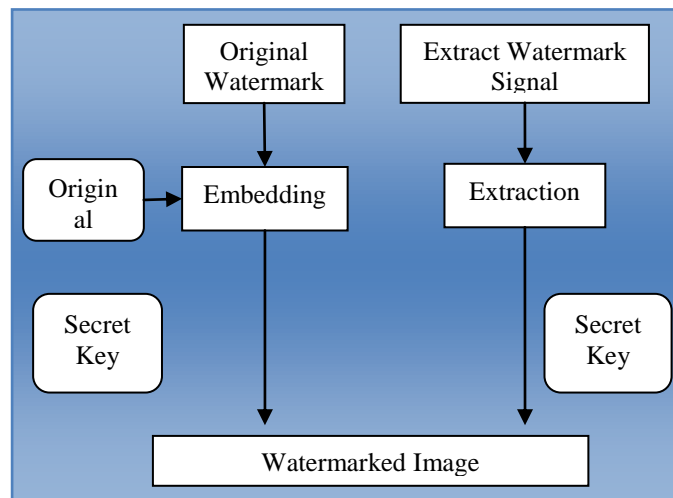 Original
Watermark
Extract Watermark
Signal
Origin
al
Embedding
Extraction
Secret
Key
Secret
Key
Watermarked Image